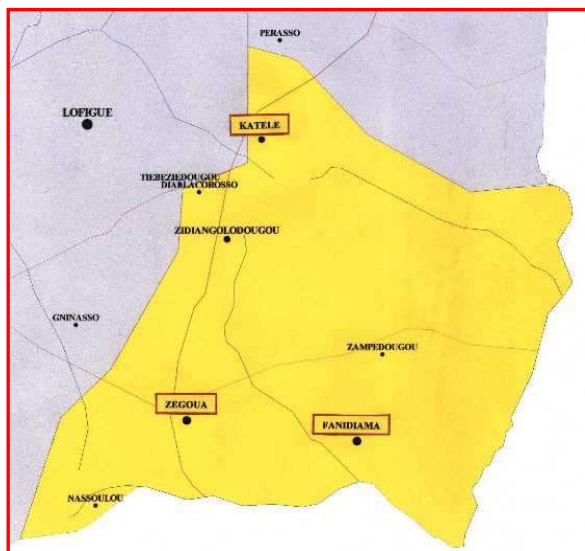 PERASSO
LOFIGUE
KATELE
TIEBEZIEDOUGOU
DIARLACOROSSO
ZIDIANGOLODOUGOU
GNINASSO
ZAMPEDOUGOU
ZEGOUA
FANIDIAMA
NASSOULOU